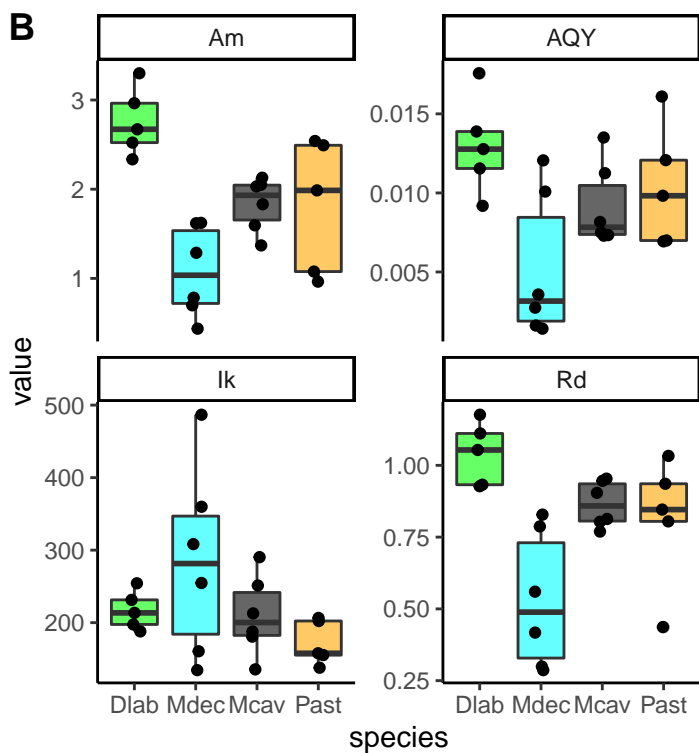 B
Am
AQY
3
2
1
0.015
0.010
0.005
value
Ik
Rd
500
400
300
200
1.00
0.75
0.50
0.25
Dlab Mdec Mcav Past
Dlab Mdec Mcav Past
species